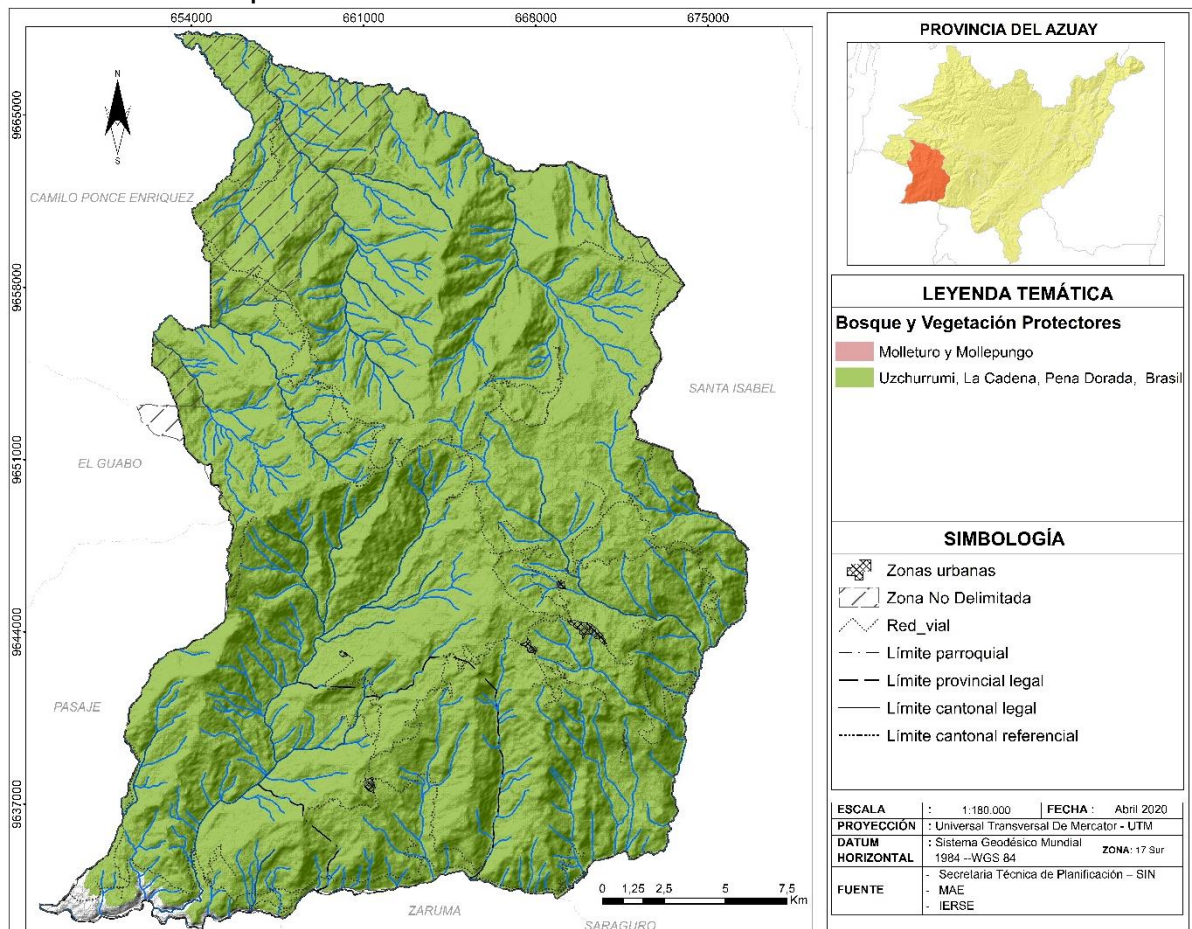 654000
661000
668000
675000
9665000
9658000
9651000
9644000
9637000
N
S
CAMILO PONCE ENRIQUEZ
SANTA ISABEL
EL GUABO
PASAJE
ZARUMA
SARAGURO
0 1,25 2,5 5 7,5
Km
PROVINCIA DEL AZUAY
LEYENDA TEMÁTICA
Bosque y Vegetación Protectores
Molleturo y Mollepungo
Uzchurrumi, La Cadena, Pena Dorada, Brasil
SIMBOLOGÍA
Zonas urbanas
Zona No Delimitada
Red_vial
Límite parroquial
Límite provincial legal
Límite cantonal legal
Límite cantonal referencial
ESCALA : 1:180.000 FECHA : Abril 2020
PROYECCIÓN : Universal Transversal De Mercator - UTM
DATUM HORIZONTAL : Sistema Geodésico Mundial
1984 --WGS 84 ZONA: 17 Sur
FUENTE
- Secretaria Técnica de Planificación – SIN
- MAE
- IERSE